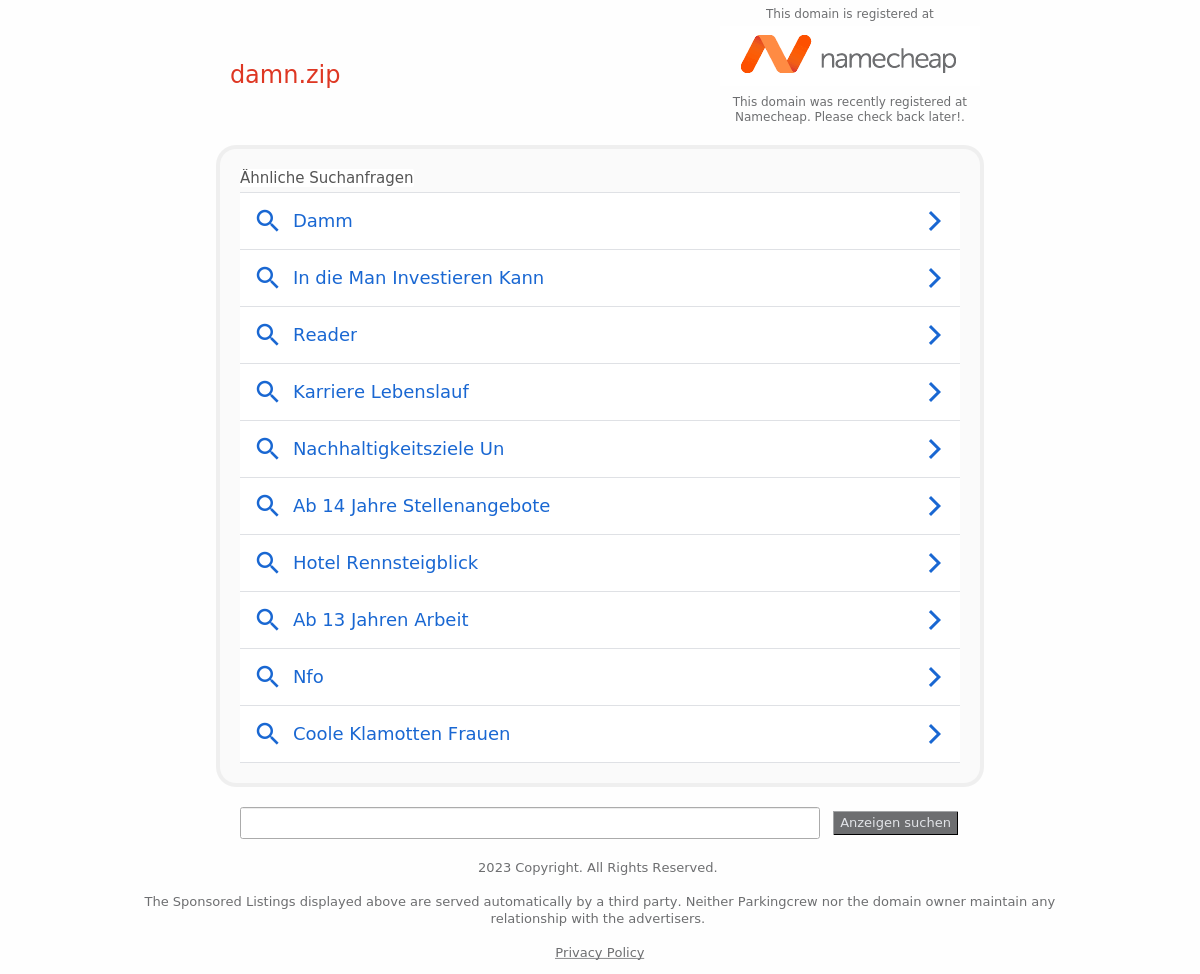 This domain is registered at
namecheap
damn.zip
This domain was recently registered at
Namecheap. Please check back later!.
Ähnliche Suchanfragen
Damm
In die Man Investieren Kann
Reader
Karriere Lebenslauf
Nachhaltigkeitsziele Un
Ab 14 Jahre Stellenangebote
Hotel Rennsteigblick
Ab 13 Jahren Arbeit
Nfo
Coole Klamotten Frauen
Anzeigen suchen
2023 Copyright. All Rights Reserved.
The Sponsored Listings displayed above are served automatically by a third party. Neither Parkingcrew nor the domain owner maintain any
relationship with the advertisers.
Privacy Policy